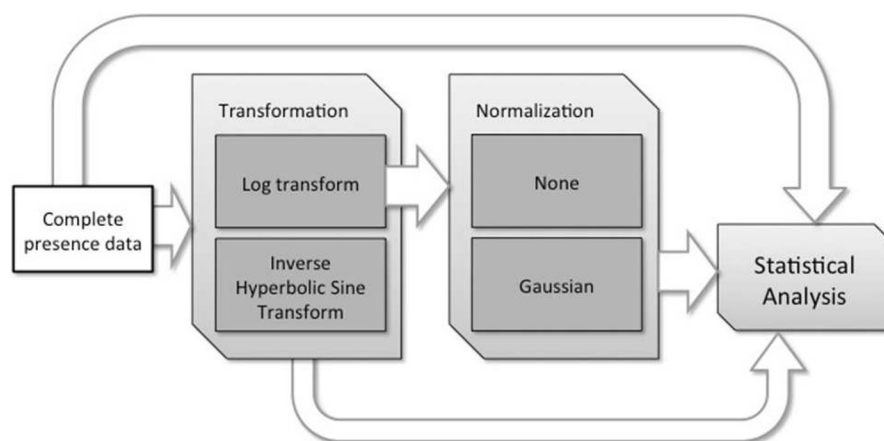 Transformation
Log transform
Inverse
Hyperbolic Sine
Transform
Normalization
None
Gaussian
Complete
presence data
Statistical
Analysis